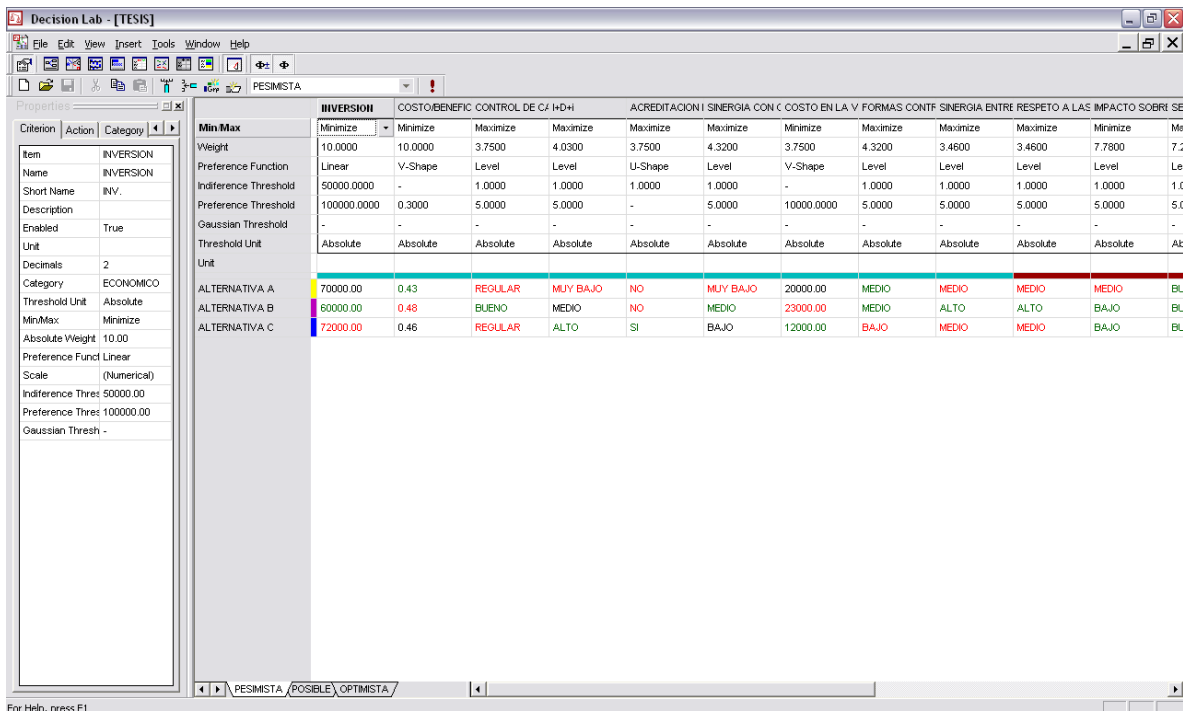 Decision Lab - [TESIS]
File Edit View Insert Tools Window Help
PESIMISTA
Properties
Criterion Action Category
Item INVERSION
Name INVERSION
Short Name INV.
Description
Enabled True
Unit
Decimals 2
Category ECONOMICO
Threshold Unit Absolute
Min/Max Minimize
Absolute Weight 10.00
Preference Funct Linear
Scale (Numerical)
Indiference Thres 50000.00
Preference Thres 100000.00
Gaussian Thresh -
INVERSION COSTO/BENEFIC CONTROL DE CA I+D+i ACREDITACION I SINERGIA CON C COSTO EN LA V FORMAS CONTR SINERGIA ENTRE RESPETO A LAS IMPACTO SOBRE SE
Min/Max Minimize Minimize Maximize Maximize Maximize Maximize Minimize Maximize Maximize Maximize Minimize Ma
Weight 10.0000 10.0000 3.7500 4.0300 3.7500 4.3200 3.7500 4.3200 3.4600 3.4600 7.7800 7.2
Preference Function Linear V-Shape Level Level U-Shape Level V-Shape Level Level Level Level Le
Indiference Threshold 50000.0000 - 1.0000 1.0000 1.0000 1.0000 - 1.0000 1.0000 1.0000 1.0000 1.0
Preference Threshold 100000.0000 0.3000 5.0000 5.0000 - 5.0000 10000.0000 5.0000 5.0000 5.0000 5.0000 5.0
Gaussian Threshold - - - - - - - - - - - -
Threshold Unit Absolute Absolute Absolute Absolute Absolute Absolute Absolute Absolute Absolute Absolute Absolute Ab
Unit
ALTERNATIVA A 70000.00 0.43 REGULAR MUY BAJO NO MUY BAJO 20000.00 MEDIO MEDIO MEDIO MEDIO BU
ALTERNATIVA B 60000.00 0.48 BUENO MEDIO NO MEDIO 23000.00 MEDIO ALTO ALTO BAJO BU
ALTERNATIVA C 72000.00 0.46 REGULAR ALTO SI BAJO 12000.00 BAJO MEDIO MEDIO BAJO BU
PESIMISTA POSIBLE OPTIMISTA
For Help, press F1